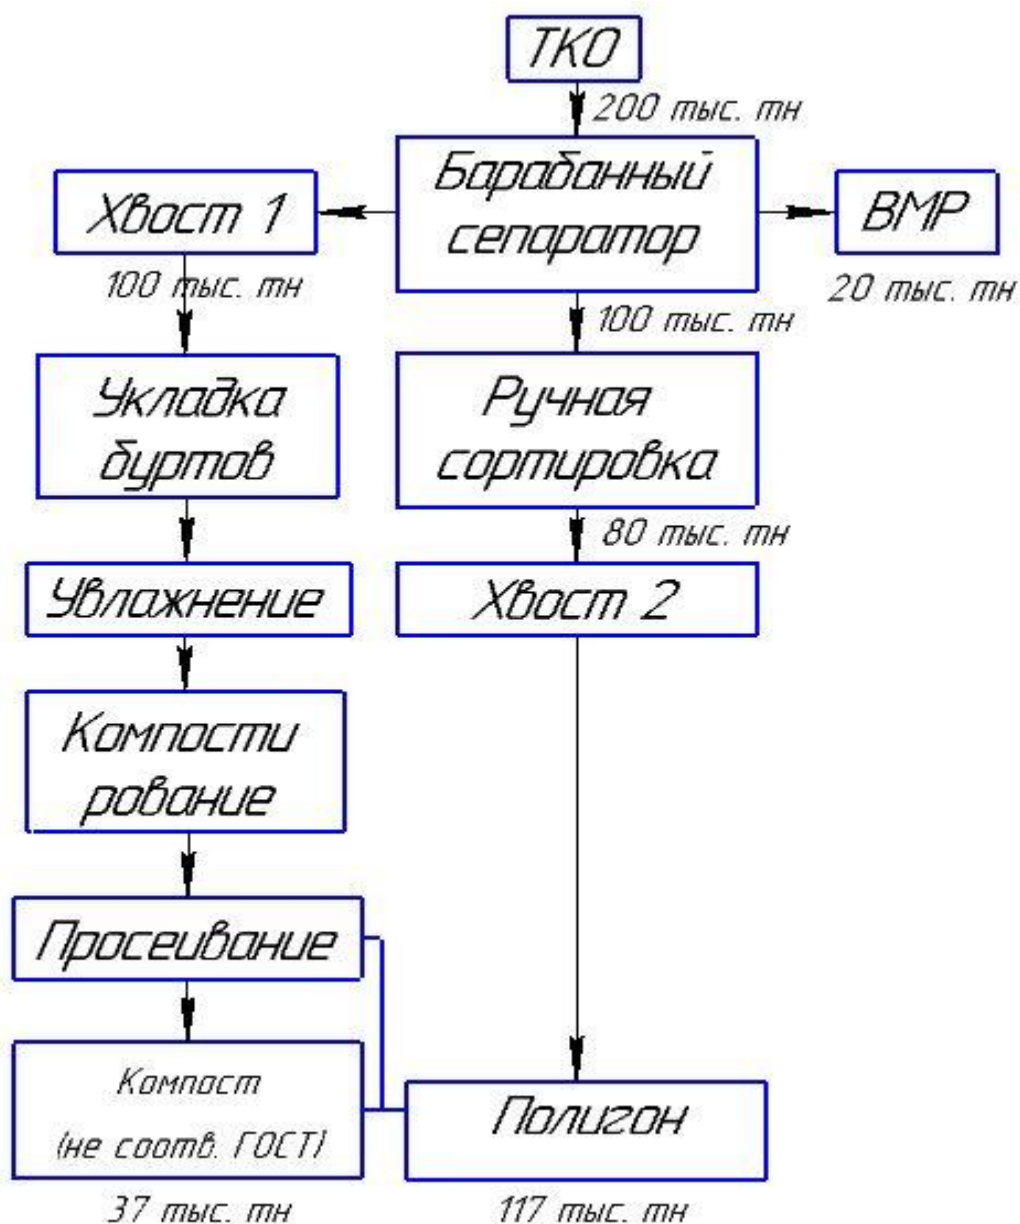 ТКО
200 тыс. тн
Барабанный
сепаратор
Хвост 1
100 тыс. тн
ВМР
20 тыс. тн
100 тыс. тн
Укладка
буртов
Ручная
сортировка
80 тыс. тн
Увлажнение
Хвост 2
Компости
рование
Просеивание
Компост
(не соотв. ГОСТ)
37 тыс. тн
Полигон
117 тыс. тн